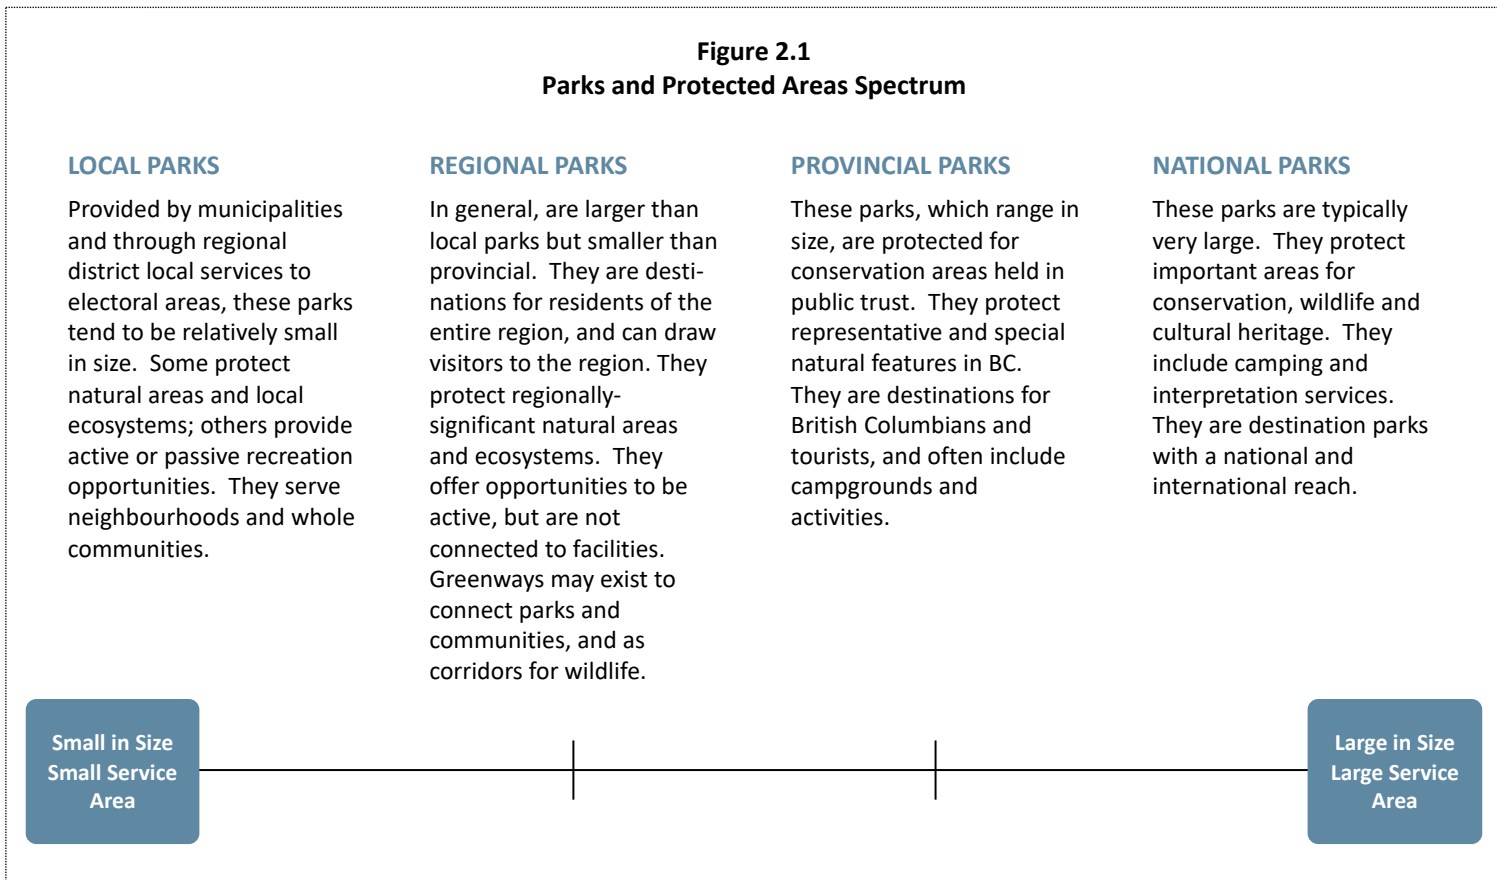 Figure 2.1
Parks and Protected Areas Spectrum
LOCAL PARKS
Provided by municipalities
and through regional
district local services to
electoral areas, these parks
tend to be relatively small
in size.  Some protect
natural areas and local
ecosystems; others provide
active or passive recreation
opportunities.  They serve
neighbourhoods and whole
communities.
REGIONAL PARKS
In general, are larger than
local parks but smaller than
provincial.  They are desti-
nations for residents of the
entire region, and can draw
visitors to the region. They
protect regionally-
significant natural areas
and ecosystems.  They
offer opportunities to be
active, but are not
connected to facilities.
Greenways may exist to
connect parks and
communities, and as
corridors for wildlife.
PROVINCIAL PARKS
These parks, which range in
size, are protected for
conservation areas held in
public trust.  They protect
representative and special
natural features in BC.
They are destinations for
British Columbians and
tourists, and often include
campgrounds and
activities.
NATIONAL PARKS
These parks are typically
very large.  They protect
important areas for
conservation, wildlife and
cultural heritage.  They
include camping and
interpretation services.
They are destination parks
with a national and
international reach.
Small in Size
Small Service
Area
Large in Size
Large Service
Area